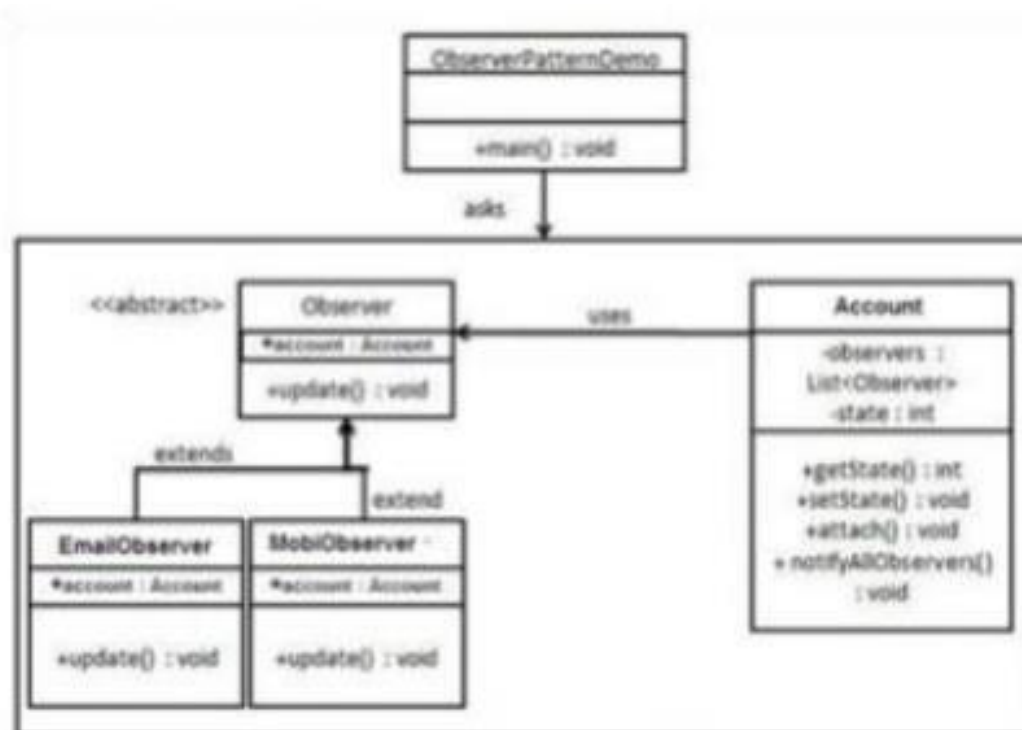 ObserverPatternDemo
+main() : void
asks
<<abstract>>
Observer
*account : Account
+update() : void
uses
Account
-observers :
List<Observer>
-state : int
+getState() : int
+setState() : void
+attach() : void
+ notifyAllObservers()
: void
extends
extend
EmailObserver
*account : Account
+update() : void
MobiObserver
*account : Account
+update() : void